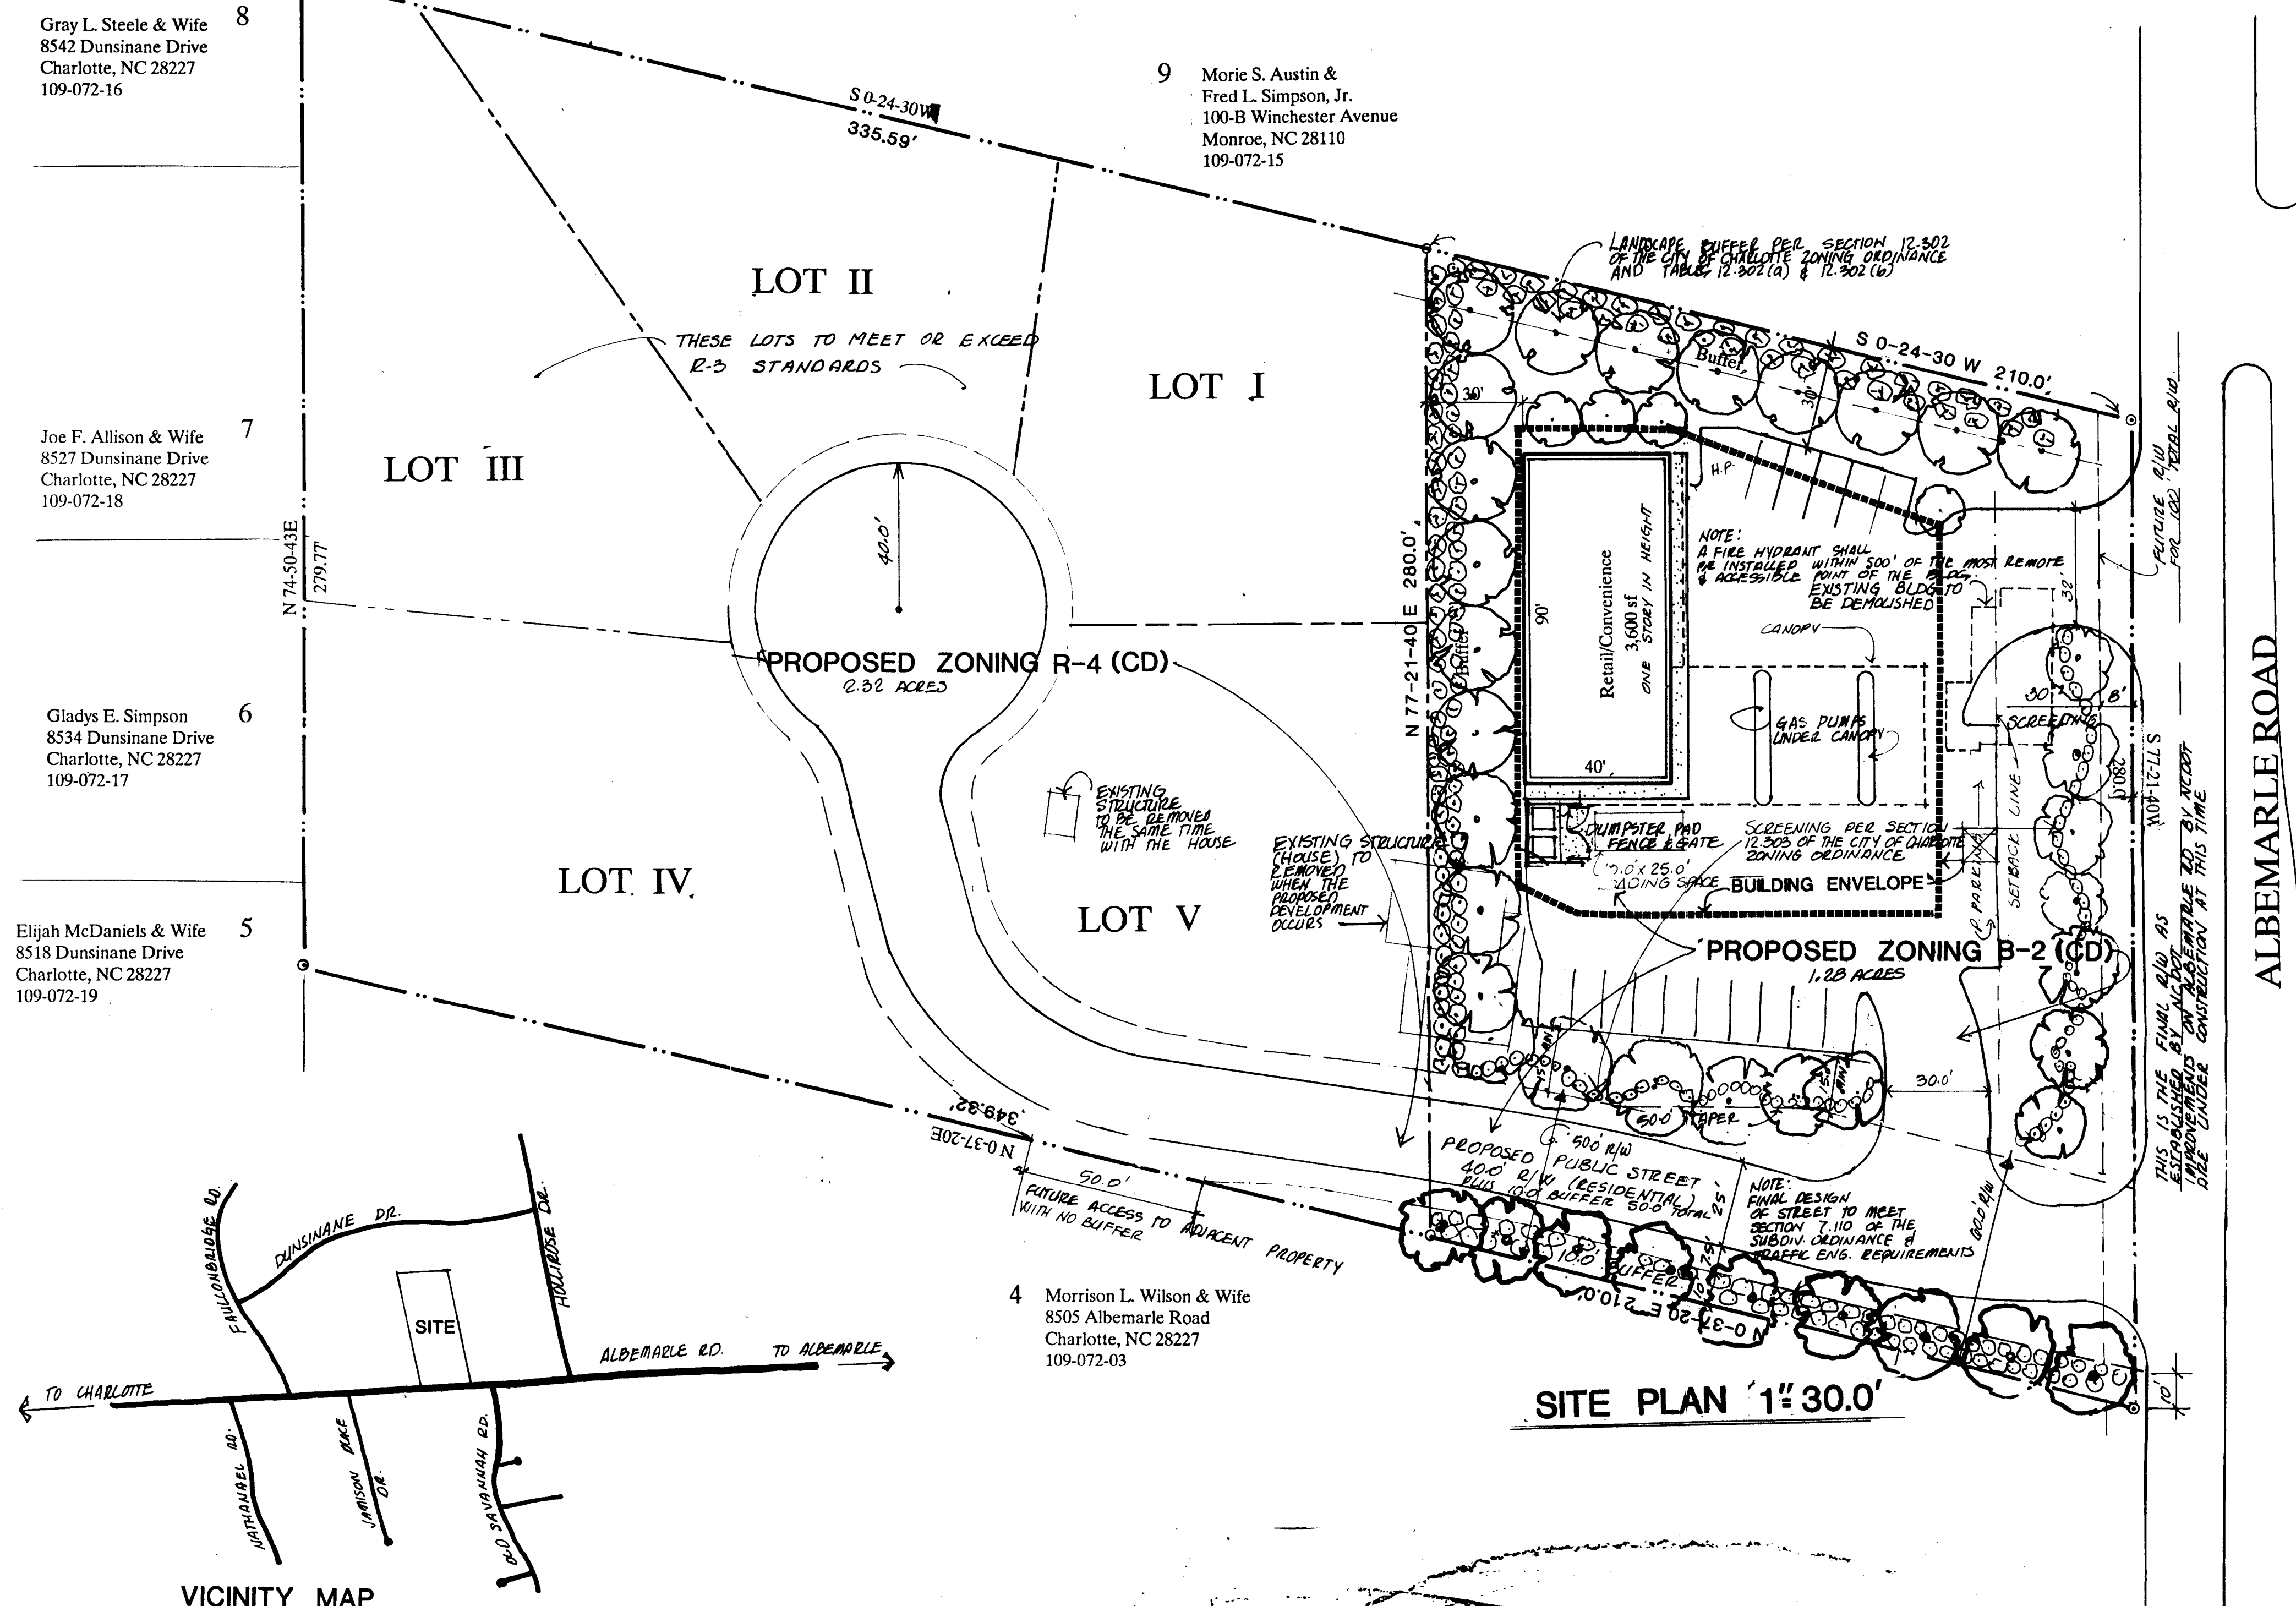 8
Gray L. Steele & Wife
8542 Dunsinane Drive
Charlotte, NC 28227
109-072-16
9
Morie S. Austin &
Fred L. Simpson, Jr.
100-B Winchester Avenue
Monroe, NC 28110
109-072-15
S 0-24-30W
335.59'
LANDSCAPE BUFFER PER SECTION 12.302
OF THE CITY OF CHARLOTTE ZONING ORDINANCE
AND TABLES 12.302(a) & 12.302(b)
S 0-24-30 W 210.0'
Buffer
30'
30'
LOT II
THESE LOTS TO MEET OR EXCEED
R-3 STANDARDS
LOT I
LOT III
7
Joe F. Allison & Wife
8527 Dunsinane Drive
Charlotte, NC 28227
109-072-18
N 74-50-43E
279.77'
40.0'
PROPOSED ZONING R-4 (CD)
2.32 ACRES
6
Gladys E. Simpson
8534 Dunsinane Drive
Charlotte, NC 28227
109-072-17
5
Elijah McDaniels & Wife
8518 Dunsinane Drive
Charlotte, NC 28227
109-072-19
LOT IV
LOT V
EXISTING
STRUCTURE
TO BE REMOVED
THE SAME TIME
WITH THE HOUSE
EXISTING STRUCTURE
(HOUSE) TO
REMOVED
WHEN THE
PROPOSED
DEVELOPMENT
OCCURS
N 77-21-40 E 280.0'
Buffer
H.P.
90'
Retail/Convenience
3,600 sf
ONE STORY IN HEIGHT
40'
NOTE:
A FIRE HYDRANT SHALL
BE INSTALLED WITHIN 500' OF THE MOST REMOTE
& ACCESSIBLE POINT OF THE BLDG.
EXISTING BLDG TO
BE DEMOLISHED
CANOPY
GAS PUMPS
UNDER CANOPY
DUMPSTER PAD
FENCE & GATE
SCREENING PER SECTION
12.303 OF THE CITY OF CHARLOTTE
ZONING ORDINANCE
BUILDING ENVELOPE
PROPOSED ZONING B-2 (CD)
1.28 ACRES
SETBACK LINE
32'
30'
8'
SCREENING
S 77-21-40W
280.0'
FUTURE R/W
FOR 100' TOTAL R/W
THIS IS THE FINAL R/W AS
ESTABLISHED BY NCDOT
IMPROVEMENTS ON ALBEMARLE RD BY NCDOT
ARE UNDER CONSTRUCTION AT THIS TIME
ALBEMARLE ROAD
30.0'
50.0' TAPER
50.0 R/W
PROPOSED PUBLIC STREET
40.0' R/W (RESIDENTIAL)
PLUS 10.0' BUFFER 50.0' TOTAL
25'
7.5'
NOTE:
FINAL DESIGN
OF STREET TO MEET
SECTION 7.110 OF THE
SUBDIV. ORDINANCE &
TRAFFIC ENG. REQUIREMENTS
60.0 R/W
10.0' BUFFER
N 0-37-20 E 210.0'
10'
349.32'
N 0-37-20E
50.0'
FUTURE ACCESS TO ADJACENT PROPERTY
WITH NO BUFFER
4
Morrison L. Wilson & Wife
8505 Albemarle Road
Charlotte, NC 28227
109-072-03
SITE PLAN 1"=30.0'
FAULLONBRIDGE RD.
DUNSINANE DR.
HOLLIROSE DR.
SITE
ALBEMARLE RD.
TO ALBEMARLE
TO CHARLOTTE
NATHANAEL RD.
JAMISON PLACE
DR.
OLD SAVANNAH RD.
VICINITY MAP